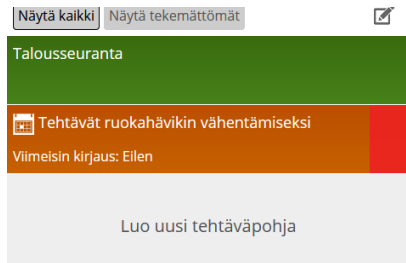 Näytä kaikki Näytä tekemättömät
Talousseuranta
Tehtävät ruokahävikin vähentämiseksi
Viimeisin kirjaus: Eilen
Luo uusi tehtäväpohja